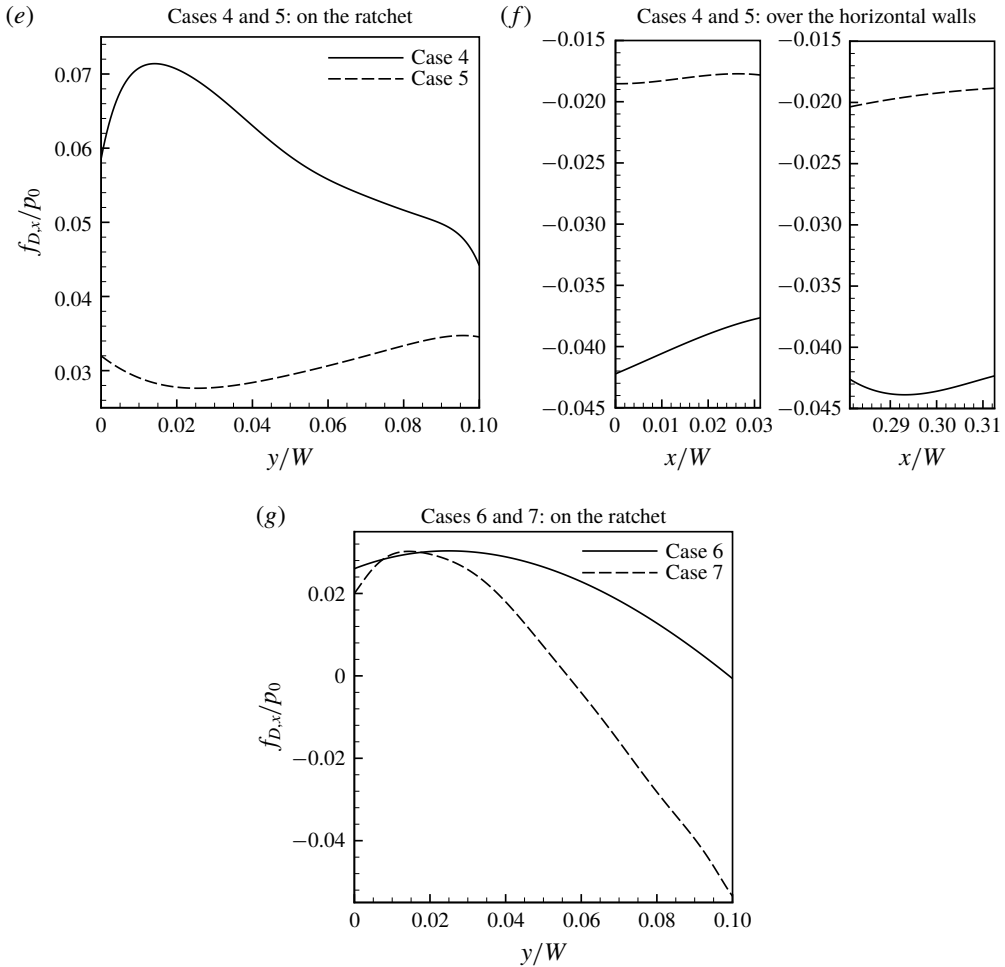 (e) Cases 4 and 5: on the ratchet
Case 4
Case 5
0.07
0.06
0.05
0.04
0.03
f_{D,x}/p_0
0 0.02 0.04 0.06 0.08 0.10
y/W
(f) Cases 4 and 5: over the horizontal walls
−0.015
−0.020
−0.025
−0.030
−0.035
−0.040
−0.045
0 0.01 0.02 0.03
x/W
−0.015
−0.020
−0.025
−0.030
−0.035
−0.040
−0.045
0.29 0.30 0.31
x/W
(g) Cases 6 and 7: on the ratchet
Case 6
Case 7
0.02
0
−0.02
−0.04
f_{D,x}/p_0
0 0.02 0.04 0.06 0.08 0.10
y/W